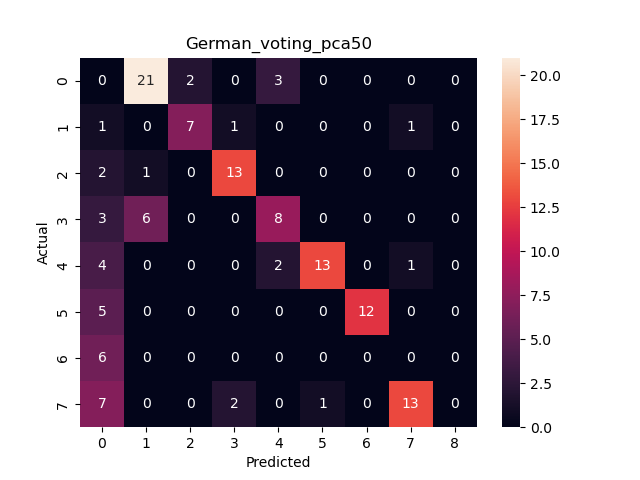 German_voting_pca50
0 0 21 2 0 3 0 0 0 0 20.0
1 1 0 7 1 0 0 0 1 0 17.5
2 2 1 0 13 0 0 0 0 0 15.0
3 3 6 0 0 8 0 0 0 0 12.5
Actual
4 4 0 0 0 2 13 0 1 0 10.0
5 5 0 0 0 0 0 12 0 0 7.5
6 6 0 0 0 0 0 0 0 0 5.0
7 7 0 0 2 0 1 0 13 0 2.5
0.0
0 1 2 3 4 5 6 7 8
Predicted